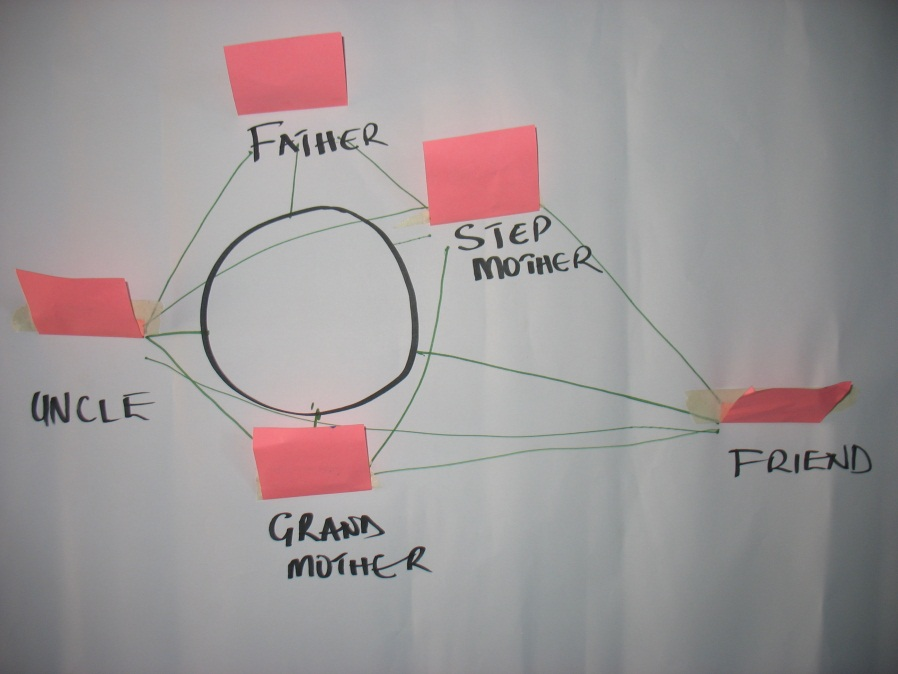 FATHER
STEP
MOTHER
UNCLE
FRIEND
GRAND
MOTHER